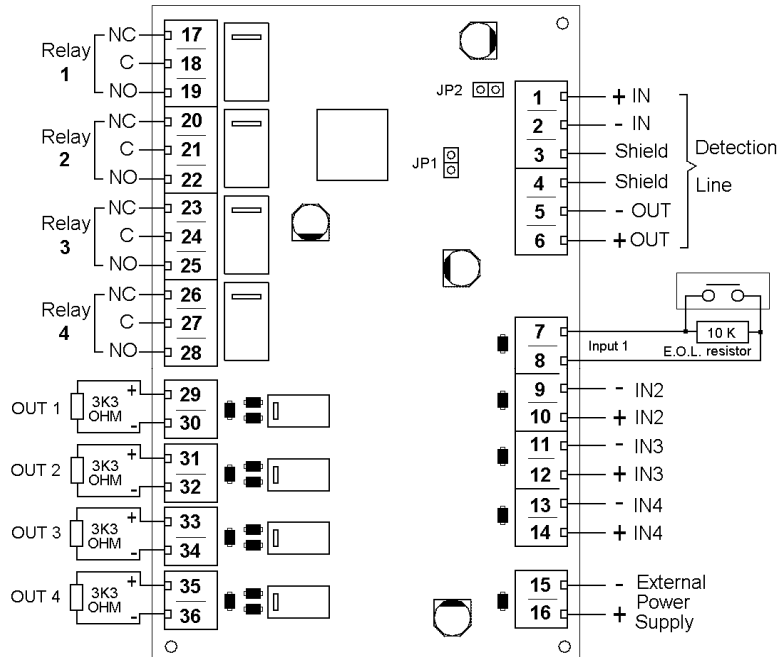 Relay
1
NC
C
NO
17
18
19
Relay
2
NC
C
NO
20
21
22
Relay
3
NC
C
NO
23
24
25
Relay
4
NC
C
NO
26
27
28
OUT 1
3K3
OHM
+
-
29
30
OUT 2
3K3
OHM
+
-
31
32
OUT 3
3K3
OHM
+
-
33
34
OUT 4
3K3
OHM
+
-
35
36
JP2
JP1
1 + IN
2 - IN
3 Shield
4 Shield
5 - OUT
6 + OUT
Detection
Line
7
8
Input 1
10 K
E.O.L. resistor
9 - IN2
10 + IN2
11 - IN3
12 + IN3
13 - IN4
14 + IN4
15 -
16 +
External
Power
Supply